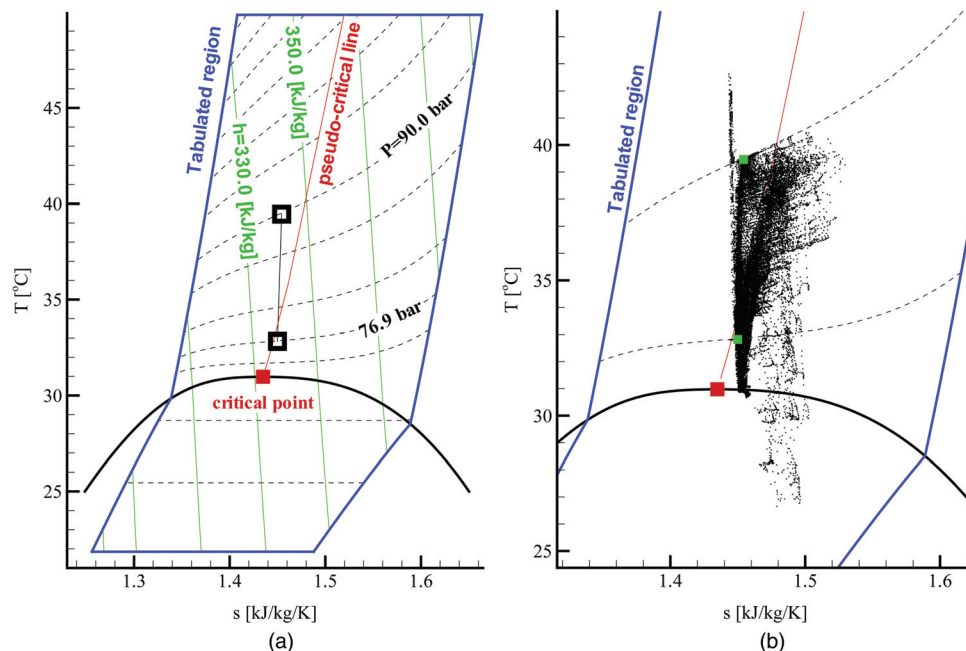 45
40
35
30
25
T [°C]
1.3
1.4
1.5
1.6
s [kJ/kg/K]
(a)
Tabulated region
h=330.0 [kJ/kg]
350.0 [kJ/kg]
pseudo-critical line
P=90.0 bar
76.9 bar
critical point
45
40
35
30
25
T [°C]
1.4
1.5
1.6
s [kJ/kg/K]
(b)
Tabulated region